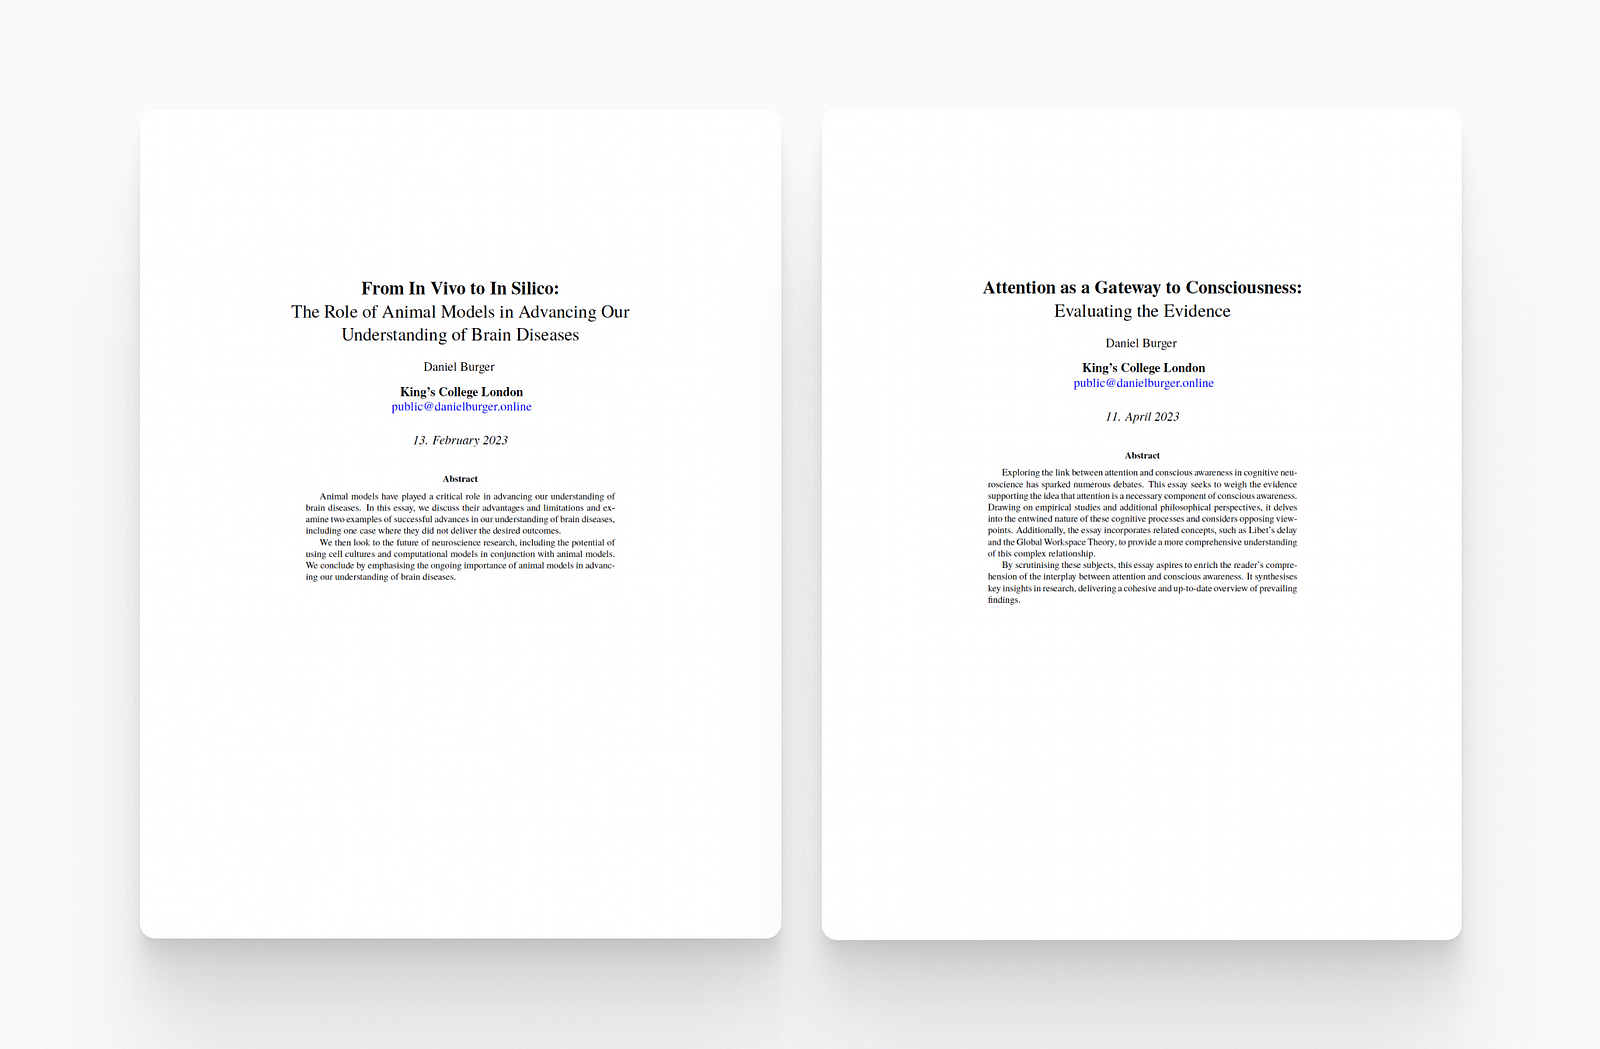 From In Vivo to In Silico:
The Role of Animal Models in Advancing Our
Understanding of Brain Diseases
Daniel Burger
King's College London
public@danielburger.online
13. February 2023
Abstract
Animal models have played a critical role in advancing our understanding of
brain diseases. In this essay, we discuss their advantages and limitations and ex-
amine two examples of successful advances in our understanding of brain diseases,
including one case where they did not deliver the desired outcomes.
We then look to the future of neuroscience research, including the potential of
using cell cultures and computational models in conjunction with animal models.
We conclude by emphasising the ongoing importance of animal models in advanc-
ing our understanding of brain diseases.
Attention as a Gateway to Consciousness:
Evaluating the Evidence
Daniel Burger
King's College London
public@danielburger.online
11. April 2023
Abstract
Exploring the link between attention and conscious awareness in cognitive neu-
roscience has sparked numerous debates. This essay seeks to weigh the evidence
supporting the idea that attention is a necessary component of conscious awareness.
Drawing on empirical studies and additional philosophical perspectives, it delves
into the entwined nature of these cognitive processes and considers opposing view-
points. Additionally, the essay incorporates related concepts, such as Libet's delay
and the Global Workspace Theory, to provide a more comprehensive understanding
of this complex relationship.
By scrutinising these subjects, this essay aspires to enrich the reader's compre-
hension of the interplay between attention and conscious awareness. It synthesises
key insights in research, delivering a cohesive and up-to-date overview of prevailing
findings.